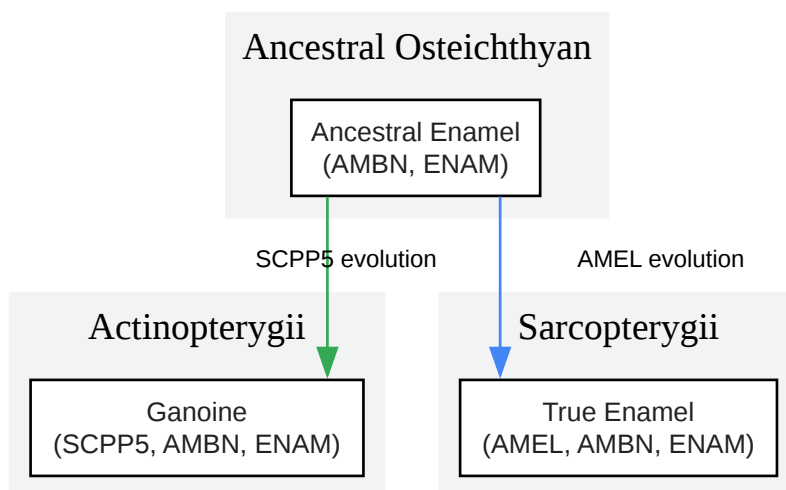 Ancestral Osteichthyan
Ancestral Enamel
(AMBN, ENAM)
SCPP5 evolution
AMEL evolution
Actinopterygii
Sarcopterygii
Ganoine
(SCPP5, AMBN, ENAM)
True Enamel
(AMEL, AMBN, ENAM)